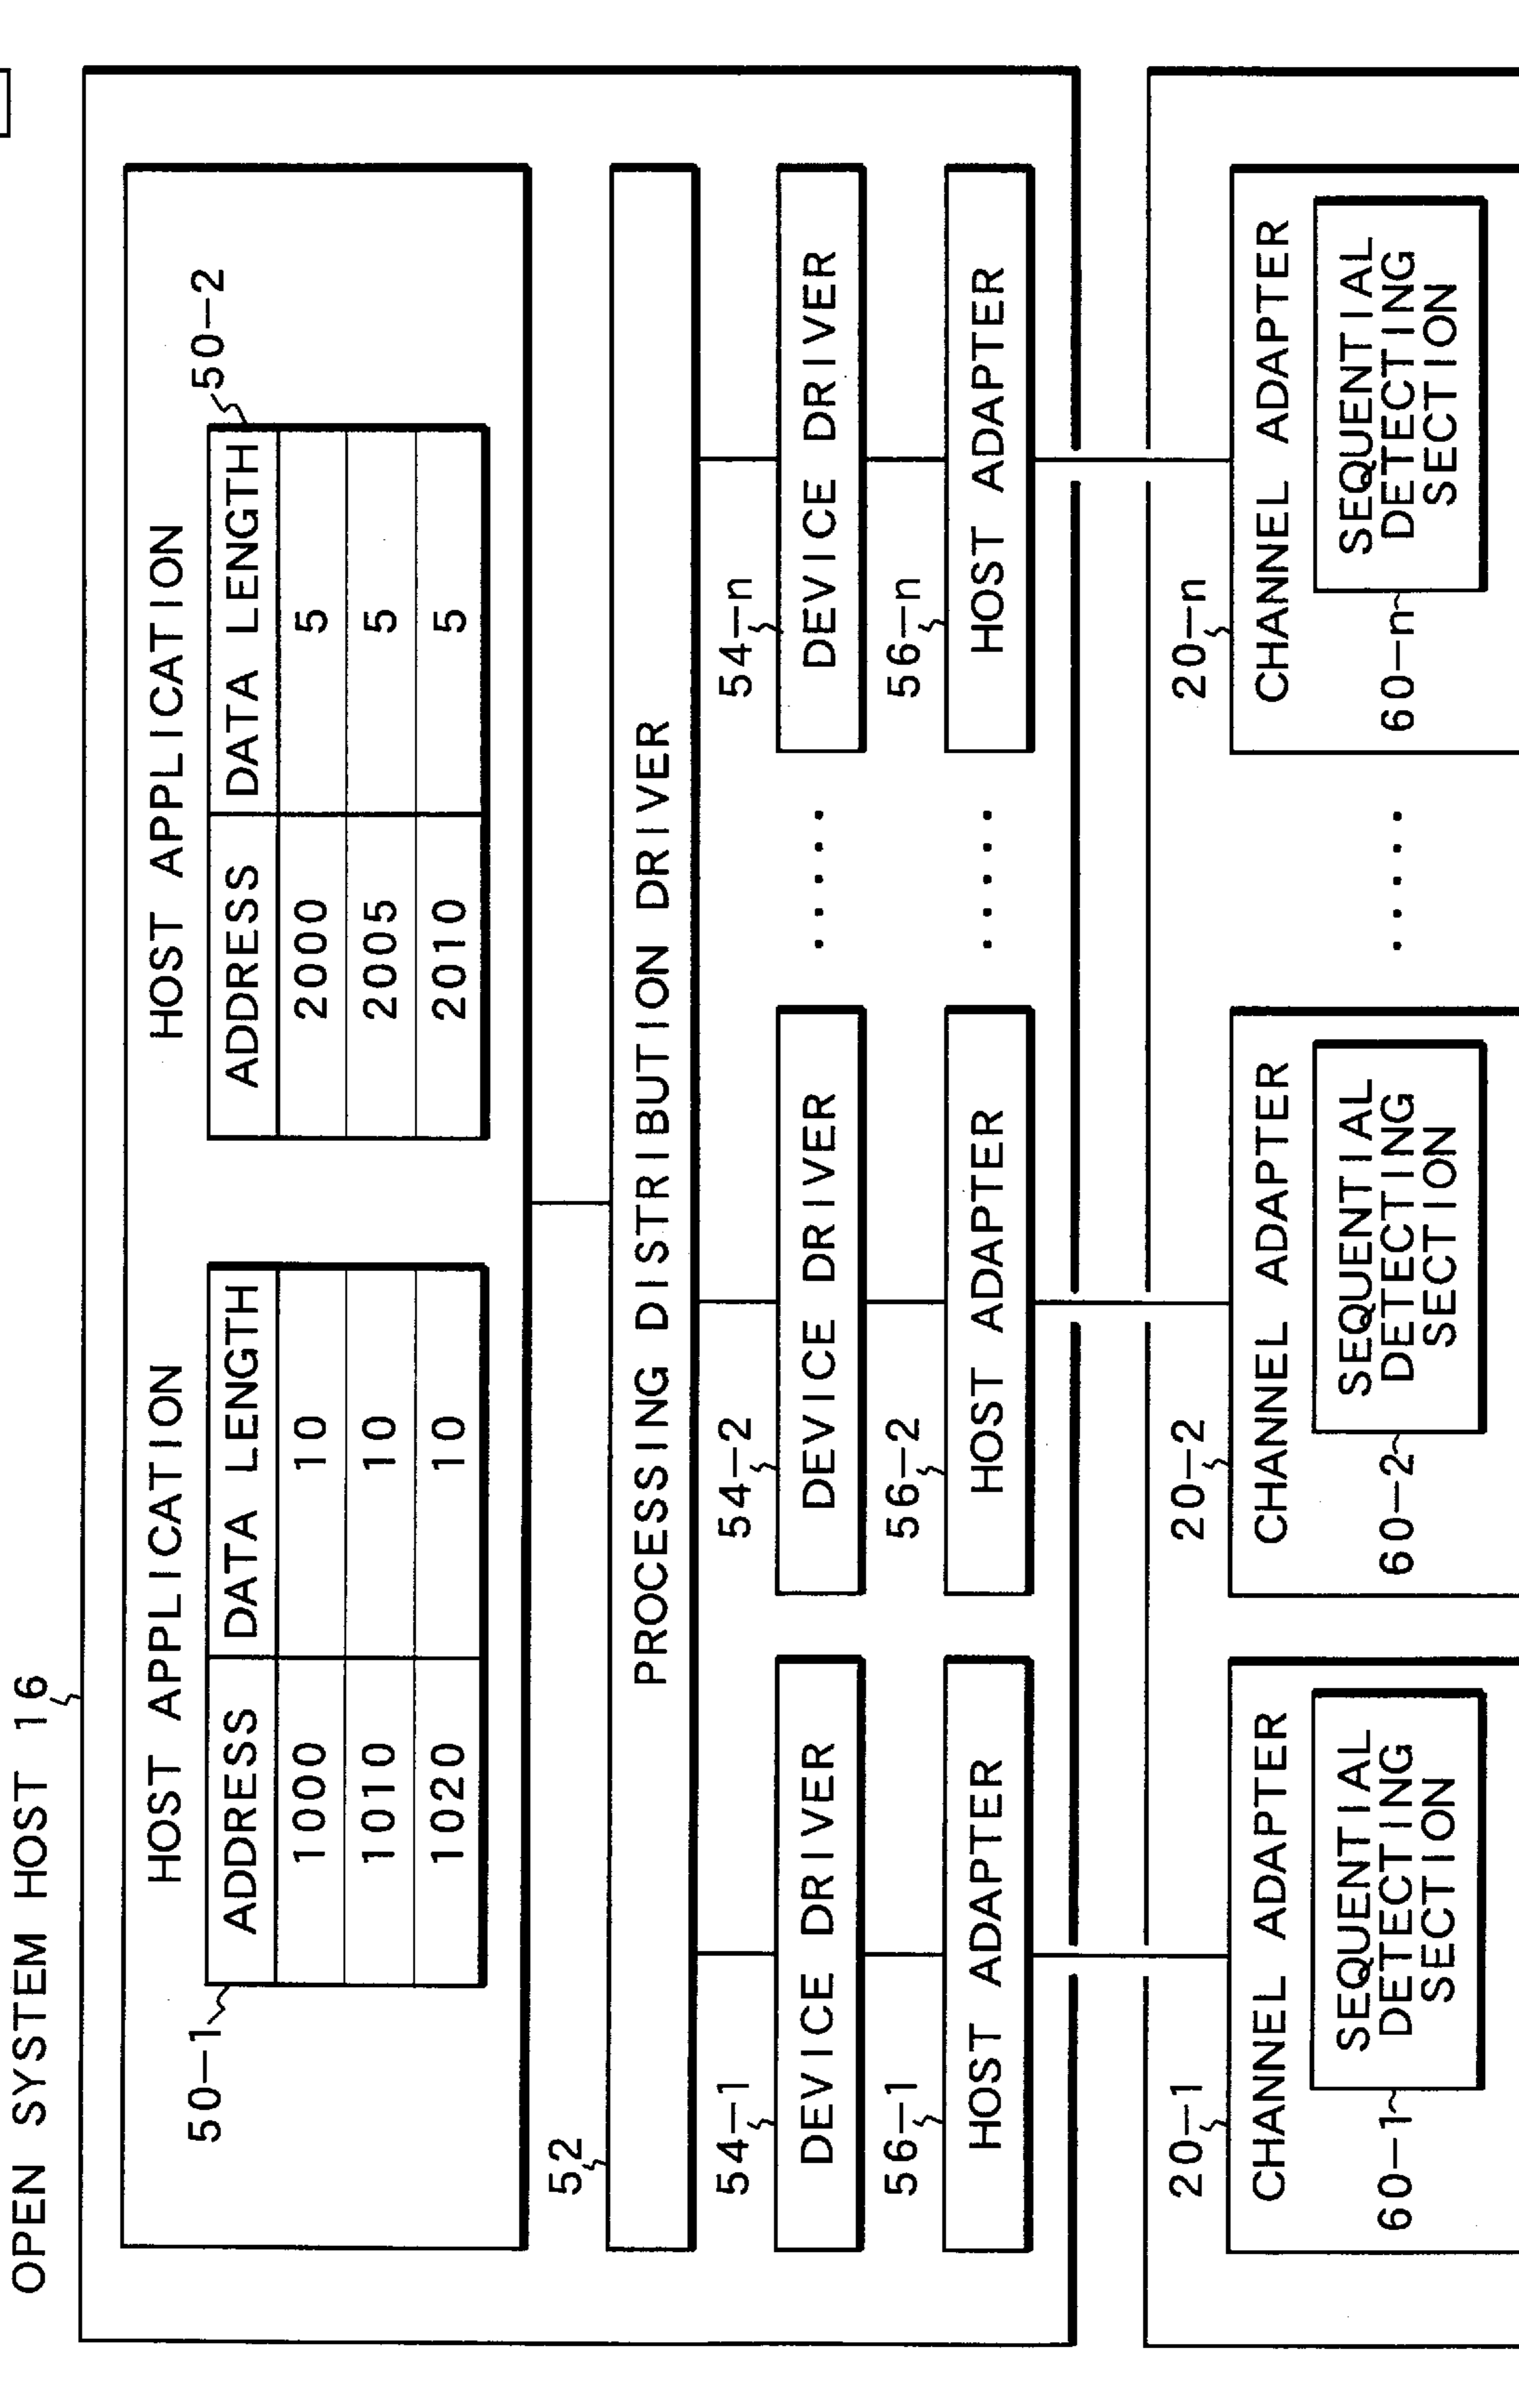 OPEN SYSTEM HOST 16
HOST APPLICATION
HOST APPLICATION
50-1
50-2
ADDRESS DATA LENGTH
1000 10
1010 10
1020 10
ADDRESS DATA LENGTH
2000 5
2005 5
2010 5
52
PROCESSING DISTRIBUTION DRIVER
54-1
54-2
54-n
DEVICE DRIVER
DEVICE DRIVER
.....
DEVICE DRIVER
56-1
56-2
56-n
HOST ADAPTER
HOST ADAPTER
.....
HOST ADAPTER
20-1
20-2
20-n
CHANNEL ADAPTER
CHANNEL ADAPTER
CHANNEL ADAPTER
60-1
SEQUENTIAL
DETECTING
SECTION
60-2
SEQUENTIAL
DETECTING
SECTION
.....
60-n
SEQUENTIAL
DETECTING
SECTION